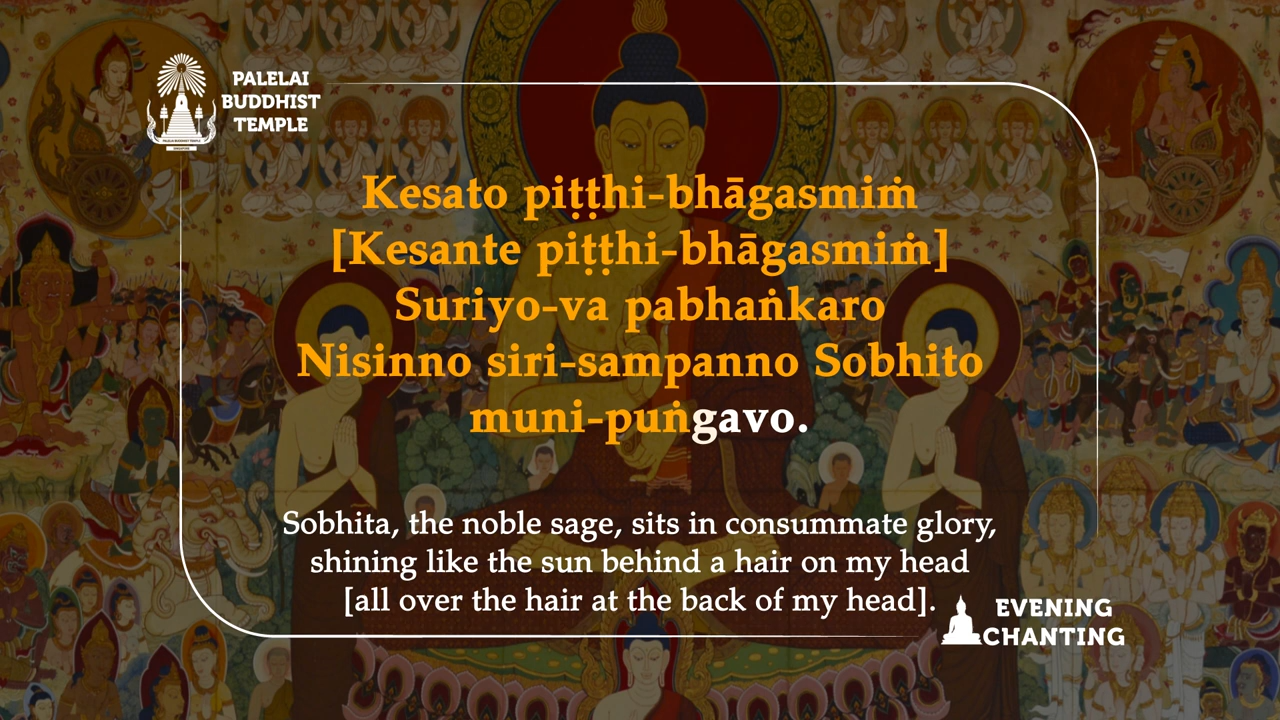 PALELAI
BUDDHIST
TEMPLE
Kesato piṭṭhi-bhāgasmiṁ
[Kesante piṭṭhi-bhāgasmiṁ]
Suriyo-va pabhaṅkaro
Nisinno siri-sampanno Sobhito
muni-puṅgavo.
Sobhita, the noble sage, sits in consummate glory,
shining like the sun behind a hair on my head
[all over the hair at the back of my head].
EVENING
CHANTING